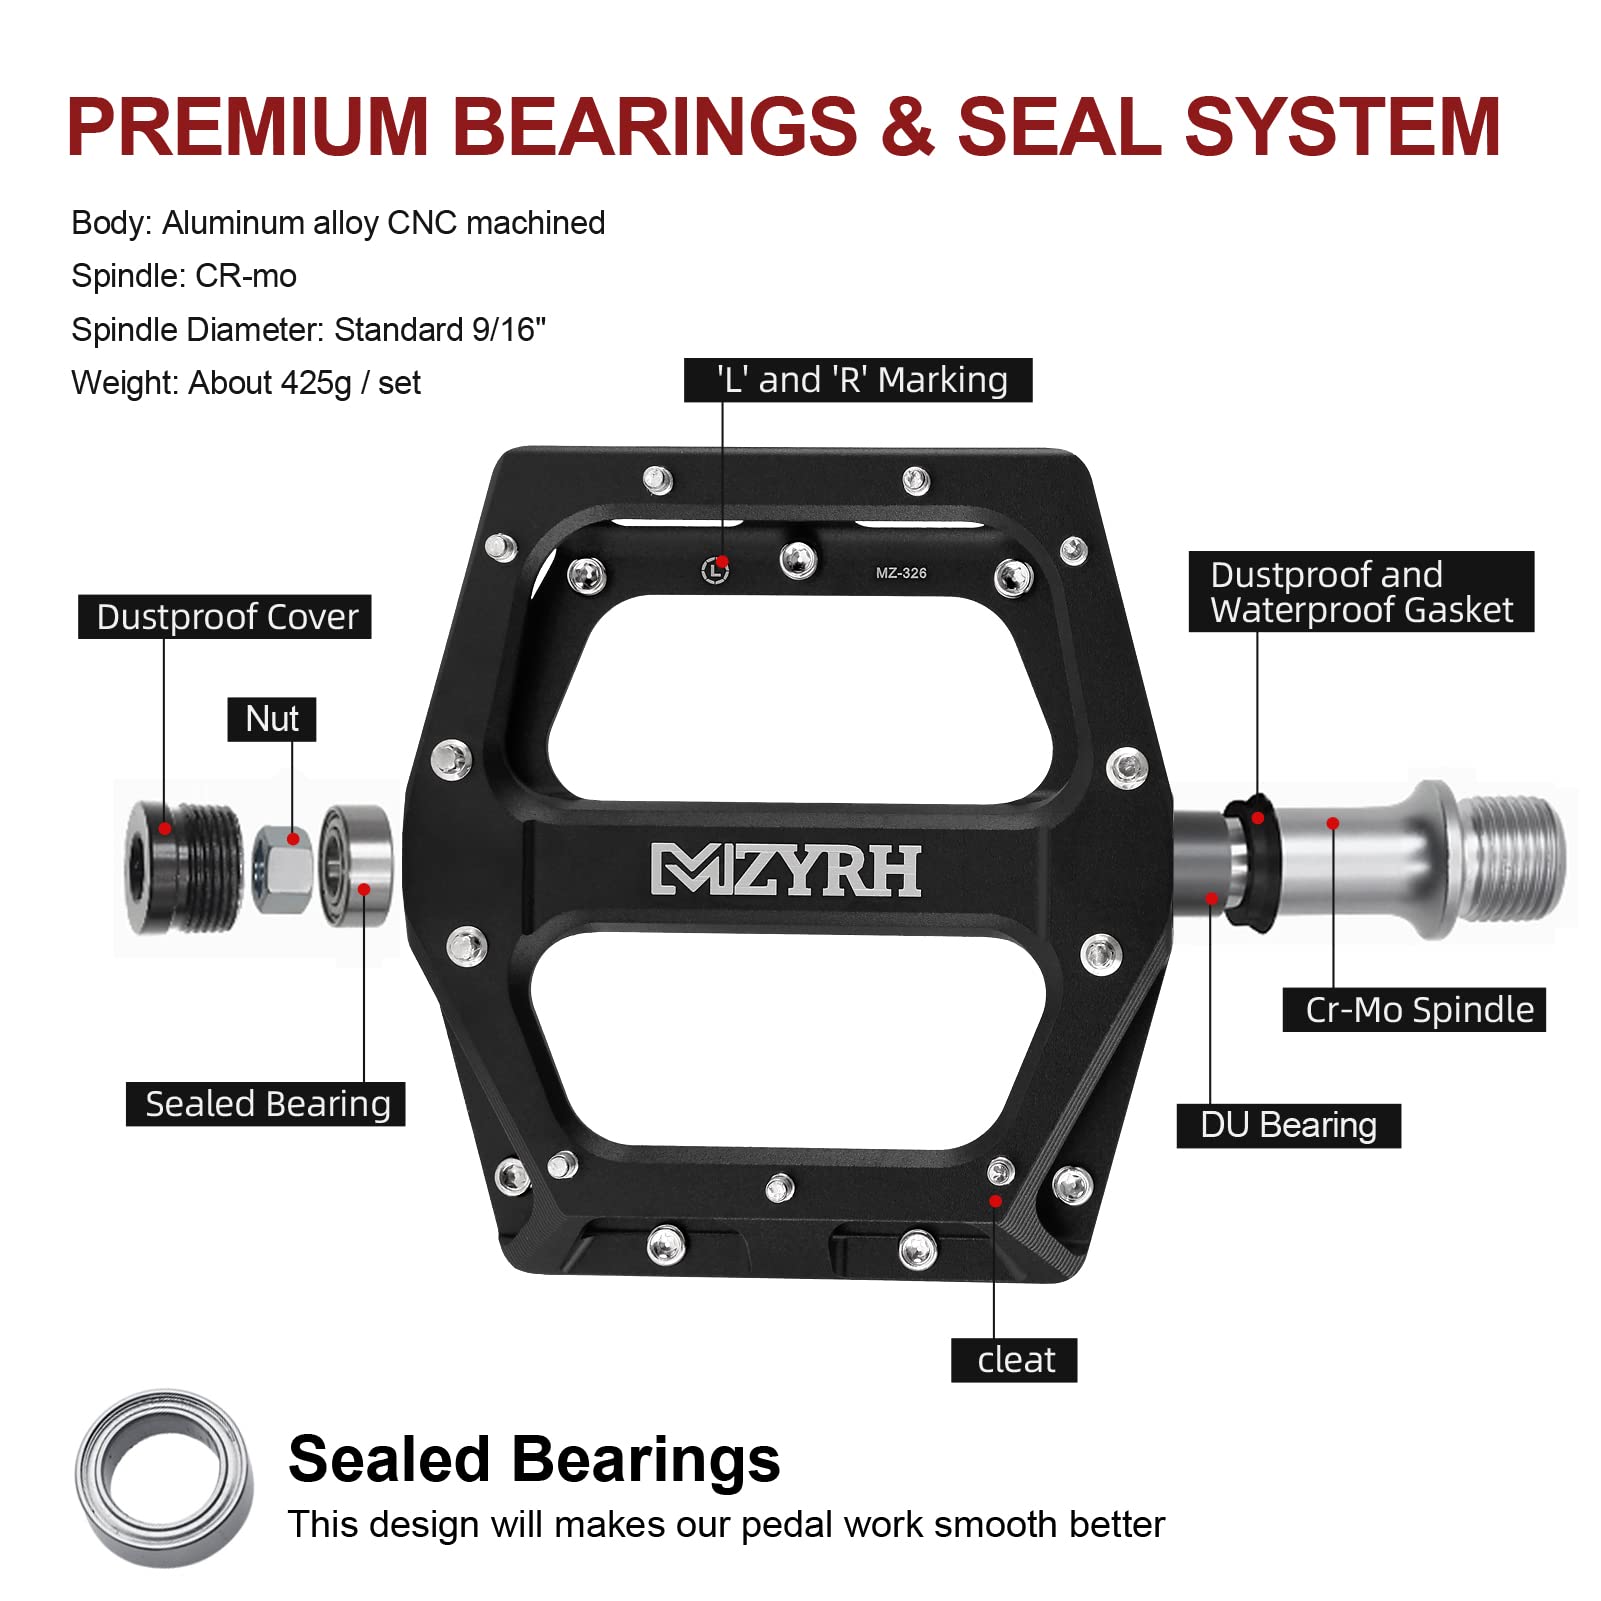 PREMIUM BEARINGS & SEAL SYSTEM
Body: Aluminum alloy CNC machined
Spindle: CR-mo
Spindle Diameter: Standard 9/16"
Weight: About 425g / set
'L' and 'R' Marking
L
MZ-326
Dustproof and
Waterproof Gasket
Dustproof Cover
Nut
MZYRH
Cr-Mo Spindle
Sealed Bearing
DU Bearing
cleat
Sealed Bearings
This design will makes our pedal work smooth better